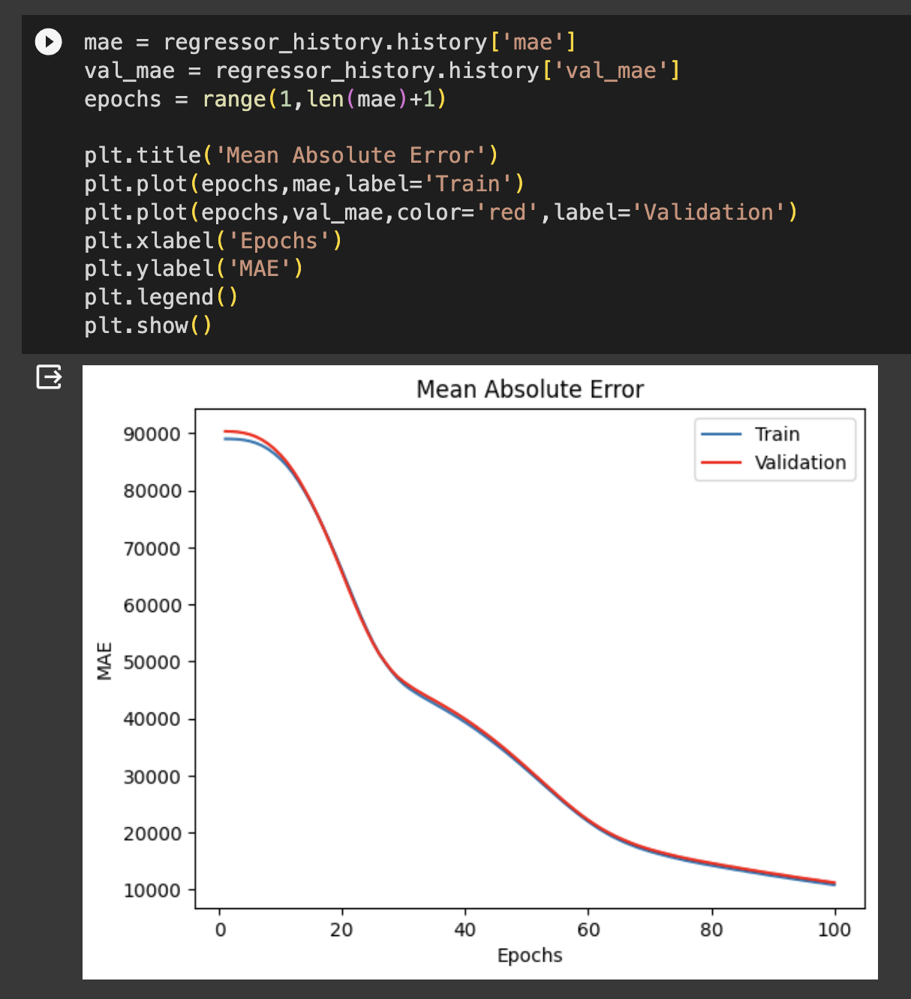 mae = regressor_history.history['mae']
val_mae = regressor_history.history['val_mae']
epochs = range(1,len(mae)+1)
plt.title('Mean Absolute Error')
plt.plot(epochs,mae,label='Train')
plt.plot(epochs,val_mae,color='red',label='Validation')
plt.xlabel('Epochs')
plt.ylabel('MAE')
plt.legend()
plt.show()
Mean Absolute Error
Train
Validation
90000
80000
70000
60000
50000
40000
30000
20000
10000
MAE
0 20 40 60 80 100
Epochs